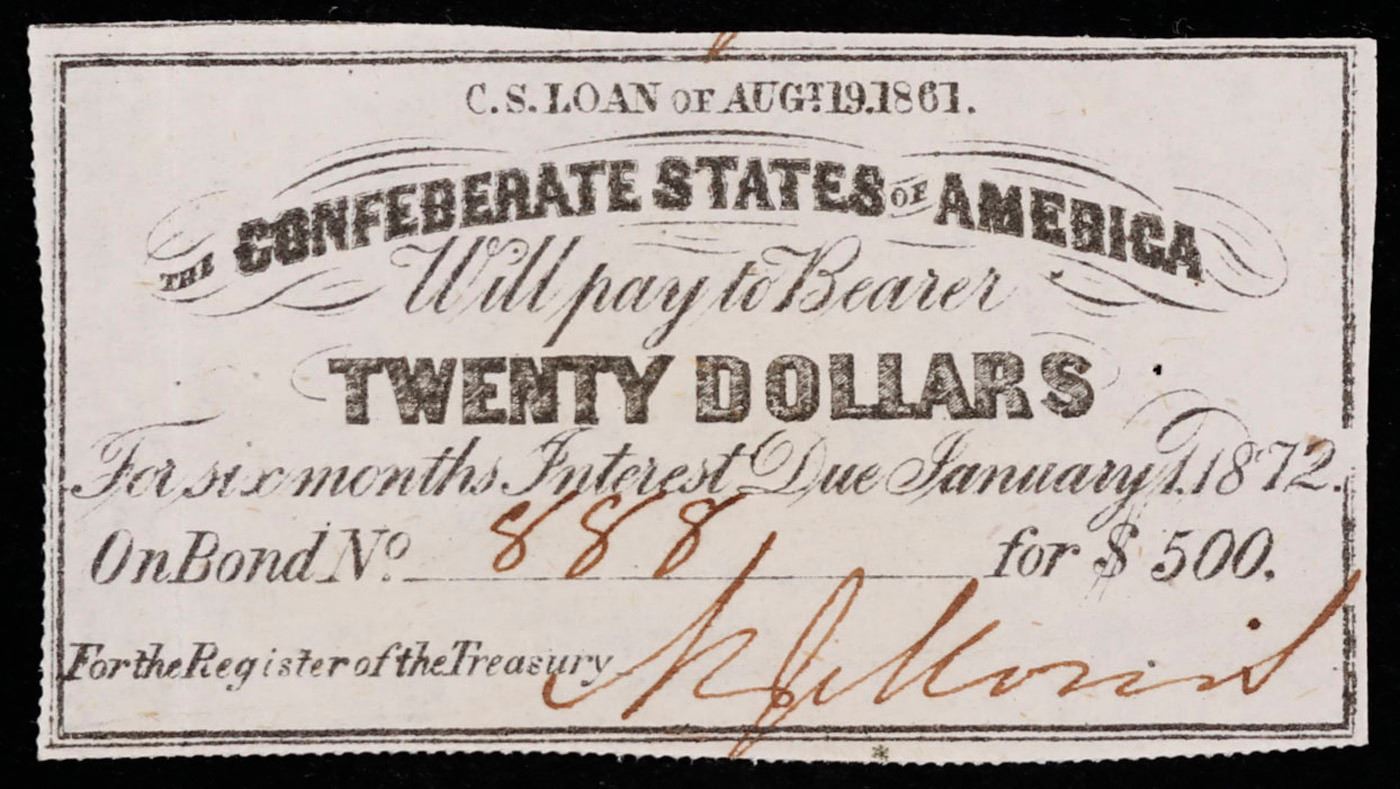 C. S. LOAN OF AUGT. 19. 1861.
THE CONFEDERATE STATES OF AMERICA
Will pay to Bearer
TWENTY DOLLARS
For six months Interest Due January 1. 1872.
On Bond No. 888 for $ 500.
For the Register of the Treasury